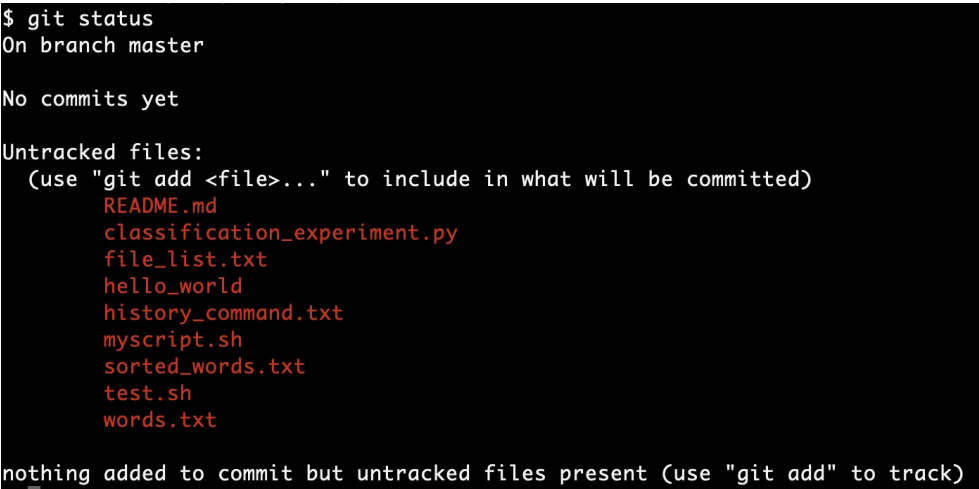 $ git status
On branch master
No commits yet
Untracked files:
(use "git add <file>..." to include in what will be committed)
README.md
classification_experiment.py
file_list.txt
hello_world
history_command.txt
myscript.sh
sorted_words.txt
test.sh
words.txt
nothing added to commit but untracked files present (use "git add" to track)